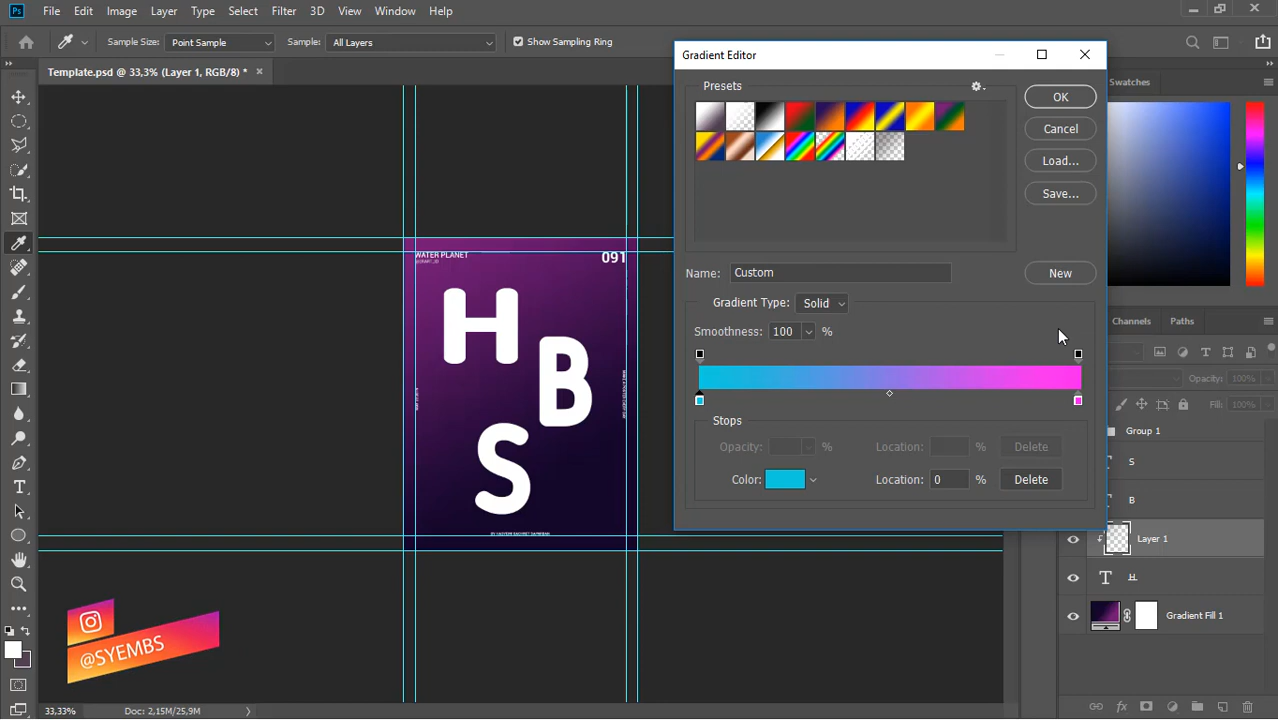 Ps File Edit Image Layer Type Select Filter 3D View Window Help
Sample Size: Point Sample Sample: All Layers Show Sampling Ring
Template.psd @ 33,3% (Layer 1, RGB/8) *
Gradient Editor
Swatches
Presets
OK
Cancel
Load...
Save...
Name: Custom
New
Gradient Type: Solid
Smoothness: 100 %
Stops
Opacity: % Location: % Delete
Color: Location: 0 % Delete
WATER PLANET
091
H
B
S
Channels Paths
Opacity: 100%
Fill: 100%
Group 1
T S
T B
Layer 1
T H
Gradient Fill 1
@SYEMBS
33,33% Doc: 2,15M/25,9M